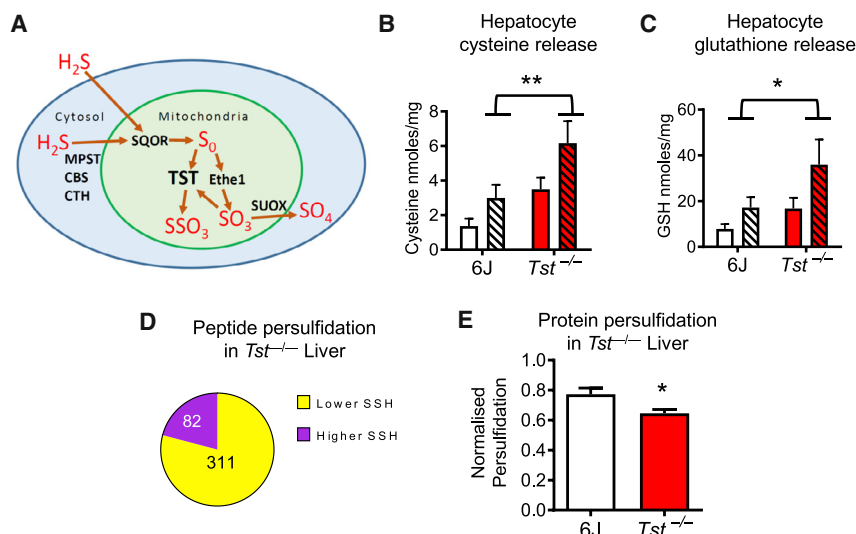 A
H2S
Cytosol
Mitochondria
H2S
SQOR
S0
MPST
CBS
CTH
TST
Ethe1
SUOX
SSO3
SO3
SO4
B
Hepatocyte
cysteine release
**
Cysteine nmoles/mg
8
6
4
2
0
6J
Tst –/–
C
Hepatocyte
glutathione release
*
GSH nmoles/mg
60
40
20
0
6J
Tst –/–
D
Peptide persulfidation
in Tst–/– Liver
82
311
Lower SSH
Higher SSH
E
Protein persulfidation
in Tst–/– Liver
*
Normalised
Persulfidation
1.0
0.8
0.6
0.4
0.2
0.0
6J
Tst –/–